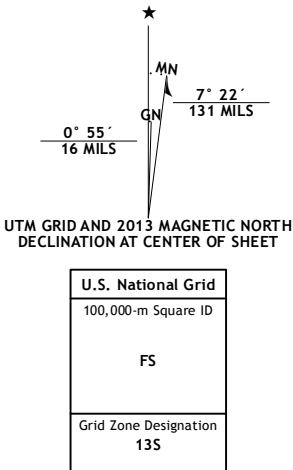 MN
7° 22´
131 MILS
GN
0° 55´
16 MILS
UTM GRID AND 2013 MAGNETIC NORTH
DECLINATION AT CENTER OF SHEET
U.S. National Grid
100,000-m Square ID
FS
Grid Zone Designation
13S